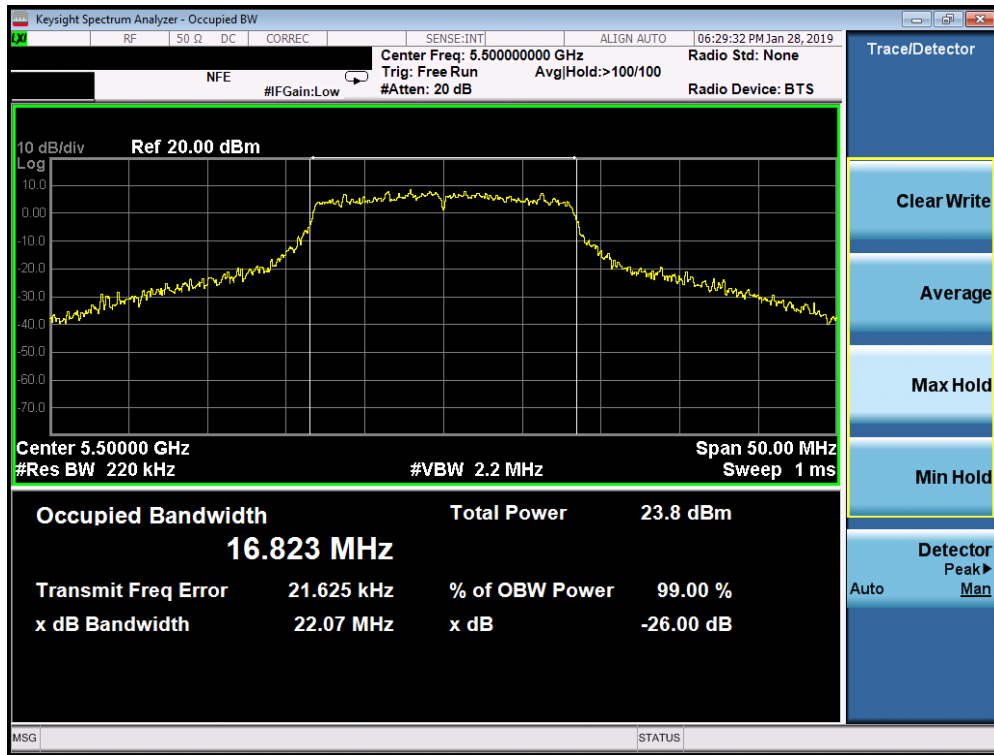 Keysight Spectrum Analyzer - Occupied BW
LXI
RF 50 Ω DC CORREC SENSE:INT ALIGN AUTO 06:29:32 PM Jan 28, 2019
Center Freq: 5.500000000 GHz Radio Std: None
NFE Trig: Free Run Avg|Hold:>100/100
#IFGain:Low #Atten: 20 dB Radio Device: BTS
10 dB/div Ref 20.00 dBm
Log
10.0
0.00
-10.0
-20.0
-30.0
-40.0
-50.0
-60.0
-70.0
Center 5.50000 GHz Span 50.00 MHz
#Res BW 220 kHz #VBW 2.2 MHz Sweep 1 ms
Occupied Bandwidth Total Power 23.8 dBm
16.823 MHz
Transmit Freq Error 21.625 kHz % of OBW Power 99.00 %
x dB Bandwidth 22.07 MHz x dB -26.00 dB
MSG STATUS
Trace/Detector
Clear Write
Average
Max Hold
Min Hold
Detector
Peak▶
Auto Man